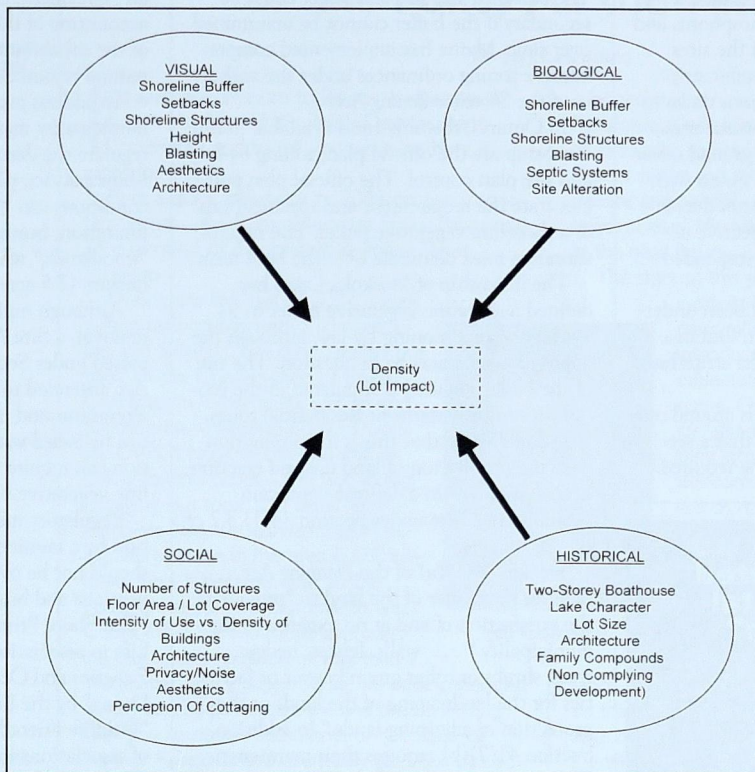 VISUAL
Shoreline Buffer
Setbacks
Shoreline Structures
Height
Blasting
Aesthetics
Architecture
BIOLOGICAL
Shoreline Buffer
Setbacks
Shoreline Structures
Blasting
Septic Systems
Site Alteration
Density
(Lot Impact)
SOCIAL
Number of Structures
Floor Area / Lot Coverage
Intensity of Use vs. Density of
Buildings
Architecture
Privacy/Noise
Aesthetics
Perception Of Cottaging
HISTORICAL
Two-Storey Boathouse
Lake Character
Lot Size
Architecture
Family Compounds
(Non Complying
Development)